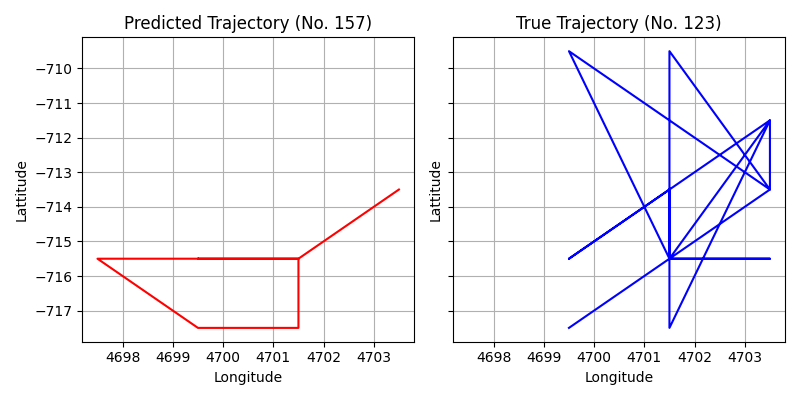 Predicted Trajectory (No. 157)
True Trajectory (No. 123)
−710
−711
−712
−713
−714
−715
−716
−717
Lattitude
Lattitude
4698 4699 4700 4701 4702 4703
4698 4699 4700 4701 4702 4703
Longitude
Longitude